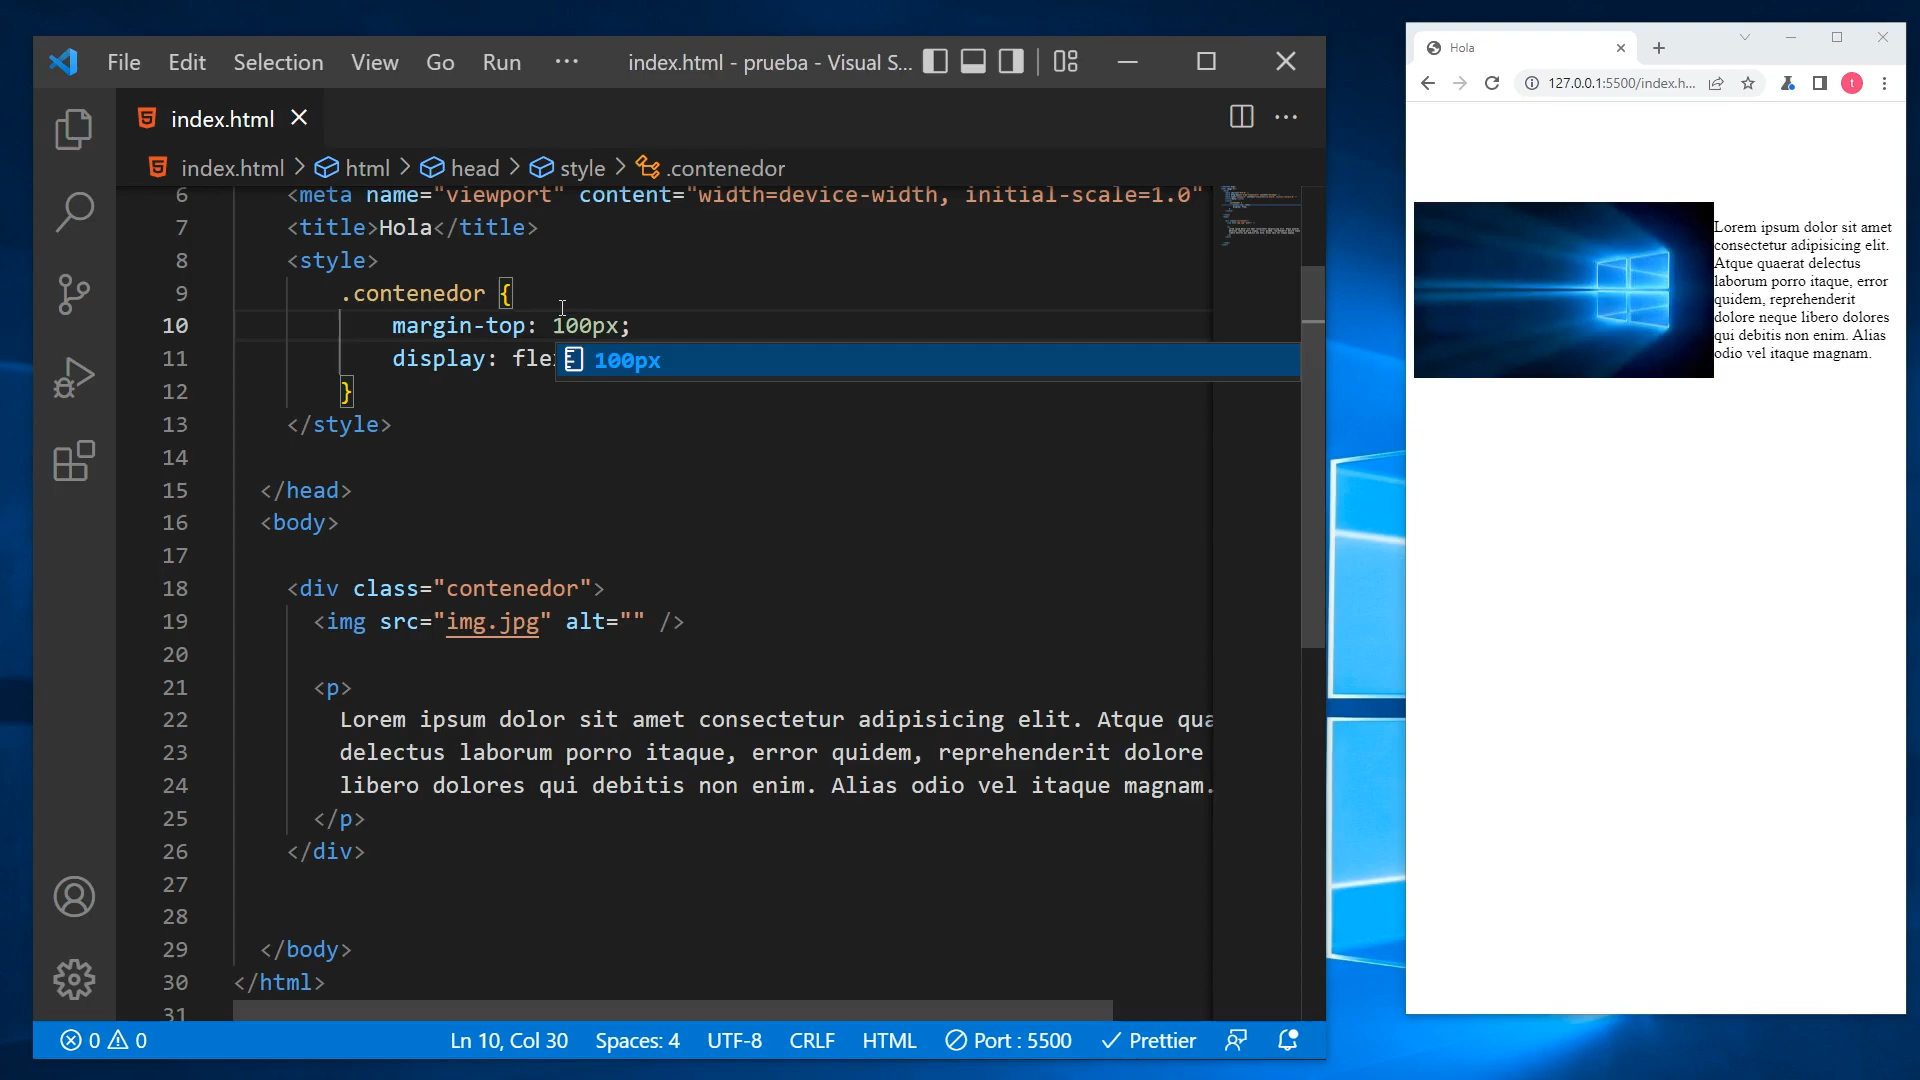 File Edit Selection View Go Run ··· index.html - prueba - Visual S...
index.html
index.html > html > head > style > .contenedor
6 <meta name="viewport" content="width=device-width, initial-scale=1.0"
7 <title>Hola</title>
8 <style>
9 .contenedor {
10 margin-top: 100px;
11 display: fle
100px
12 }
13 </style>
14
15 </head>
16 <body>
17
18 <div class="contenedor">
19 <img src="img.jpg" alt="" />
20
21 <p>
22 Lorem ipsum dolor sit amet consectetur adipisicing elit. Atque qua
23 delectus laborum porro itaque, error quidem, reprehenderit dolore
24 libero dolores qui debitis non enim. Alias odio vel itaque magnam.
25 </p>
26 </div>
27
28
29 </body>
30 </html>
31
0 0 Ln 10, Col 30 Spaces: 4 UTF-8 CRLF HTML Port : 5500 Prettier
Hola
127.0.0.1:5500/index.h... t
Lorem ipsum dolor sit amet
consectetur adipisicing elit.
Atque quaerat delectus
laborum porro itaque, error
quidem, reprehenderit
dolore neque libero dolores
qui debitis non enim. Alias
odio vel itaque magnam.